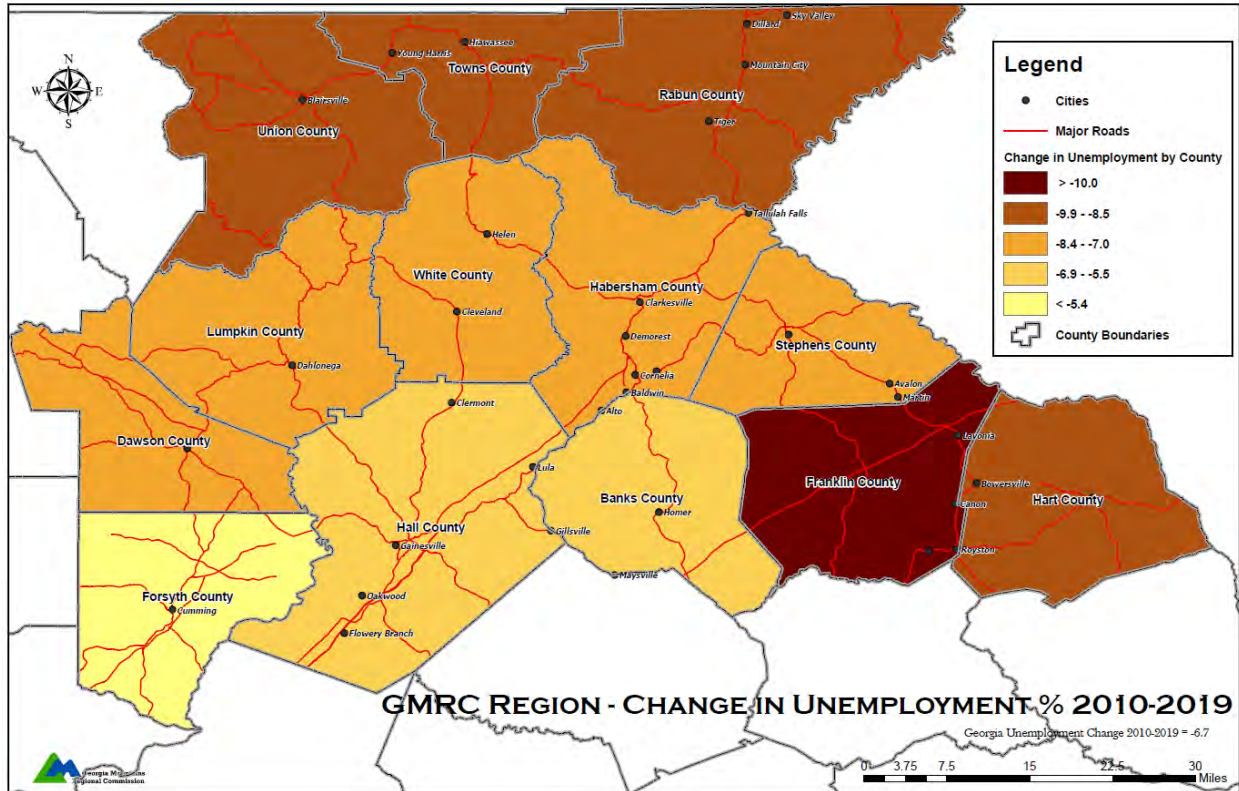 N
W E
S
Sky Valley
Dillard
Hiawassee
Young Harris
Towns County
Mountain City
Rabun County
Blairsville
Tiger
Union County
Tallulah Falls
Helen
White County
Habersham County
Clarkesville
Cleveland
Lumpkin County
Demorest
Stephens County
Dahlonega
Cornelia
Avalon
Baldwin
Martin
Clermont
Alto
Dawson County
Lavonia
Lula
Franklin County
Bowersville
Banks County
Hart County
Canon
Homer
Hall County
Gillsville
Gainesville
Royston
Maysville
Forsyth County
Oakwood
Cumming
Flowery Branch
Legend
Cities
Major Roads
Change in Unemployment by County
> -10.0
-9.9 - -8.5
-8.4 - -7.0
-6.9 - -5.5
< -5.4
County Boundaries
GMRC Region - Change in Unemployment % 2010-2019
Georgia Unemployment Change 2010-2019 = -6.7
Georgia Mountains
Regional Commission
0 3.75 7.5 15 22.5 30
Miles